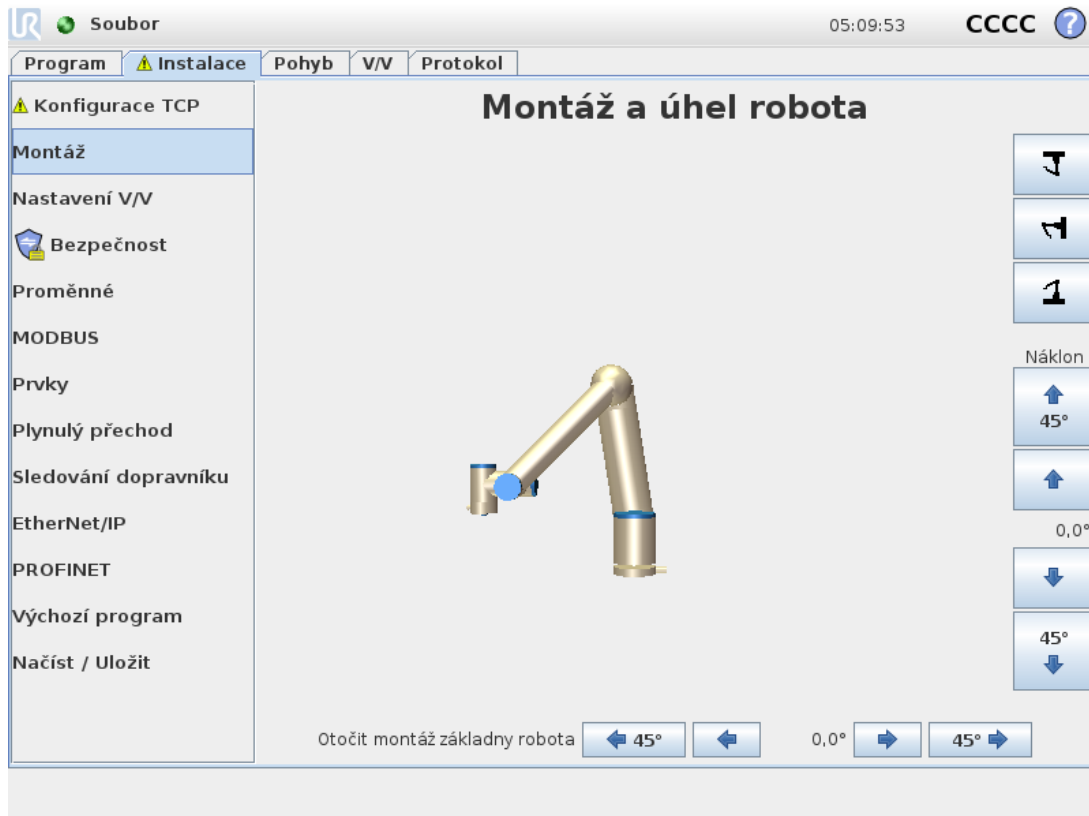 UR Soubor 05:09:53 CCCC ?
Program Instalace Pohyb V/V Protokol
Konfigurace TCP
Montáž
Nastavení V/V
Bezpečnost
Proměnné
MODBUS
Prvky
Plynulý přechod
Sledování dopravníku
EtherNet/IP
PROFINET
Výchozí program
Načíst / Uložit
Montáž a úhel robota
Náklon
45°
0,0°
45°
Otočit montáž základny robota 45° 0,0° 45°